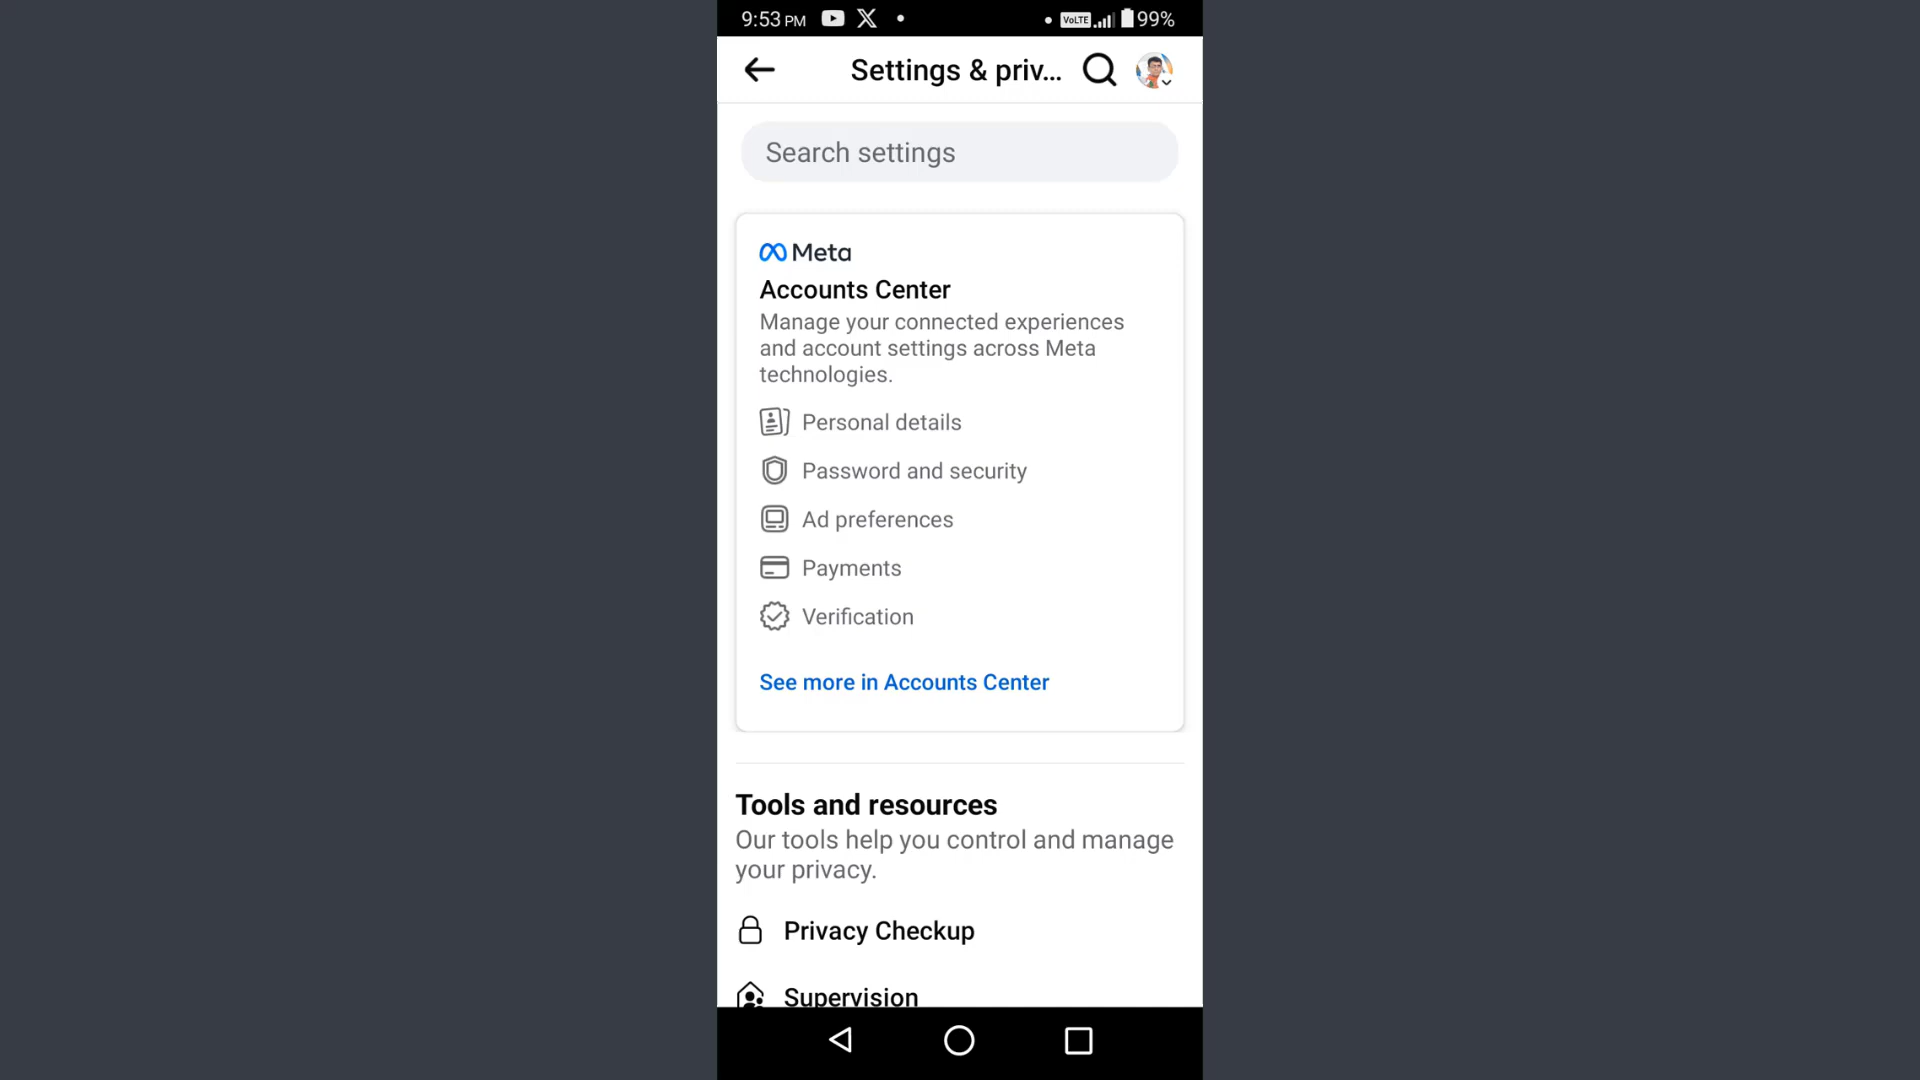 9:53 PM
VoLTE
99%
Settings & priv...
Search settings
Meta
Accounts Center
Manage your connected experiences
and account settings across Meta
technologies.
Personal details
Password and security
Ad preferences
Payments
Verification
See more in Accounts Center
Tools and resources
Our tools help you control and manage
your privacy.
Privacy Checkup
Supervision